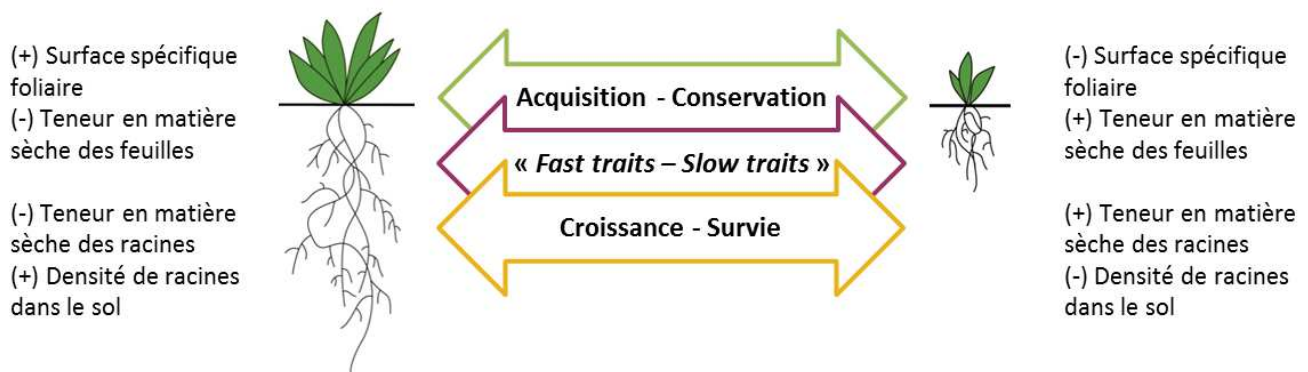 (+) Surface spécifique
foliaire
(-) Teneur en matière
sèche des feuilles
(-) Teneur en matière
sèche des racines
(+) Densité de racines
dans le sol
Acquisition - Conservation
« Fast traits – Slow traits »
Croissance - Survie
(-) Surface spécifique
foliaire
(+) Teneur en matière
sèche des feuilles
(+) Teneur en matière
sèche des racines
(-) Densité de racines
dans le sol